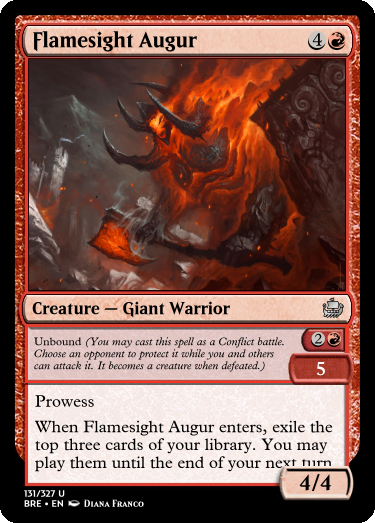 Flamesight Augur 4
Creature — Giant Warrior
Unbound (You may cast this spell as a Conflict battle. 2
Choose an opponent to protect it while you and others
can attack it. It becomes a creature when defeated.) 5
Prowess
When Flamesight Augur enters, exile the
top three cards of your library. You may
play them until the end of your next turn
4/4
131/327 U
BRE • EN Diana Franco